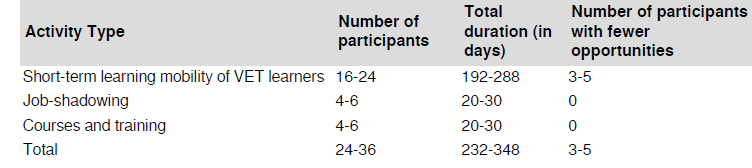 Activity Type Number of participants Total duration (in days) Number of participants with fewer opportunities
Short-term learning mobility of VET learners 16-24 192-288 3-5
Job-shadowing 4-6 20-30 0
Courses and training 4-6 20-30 0
Total 24-36 232-348 3-5